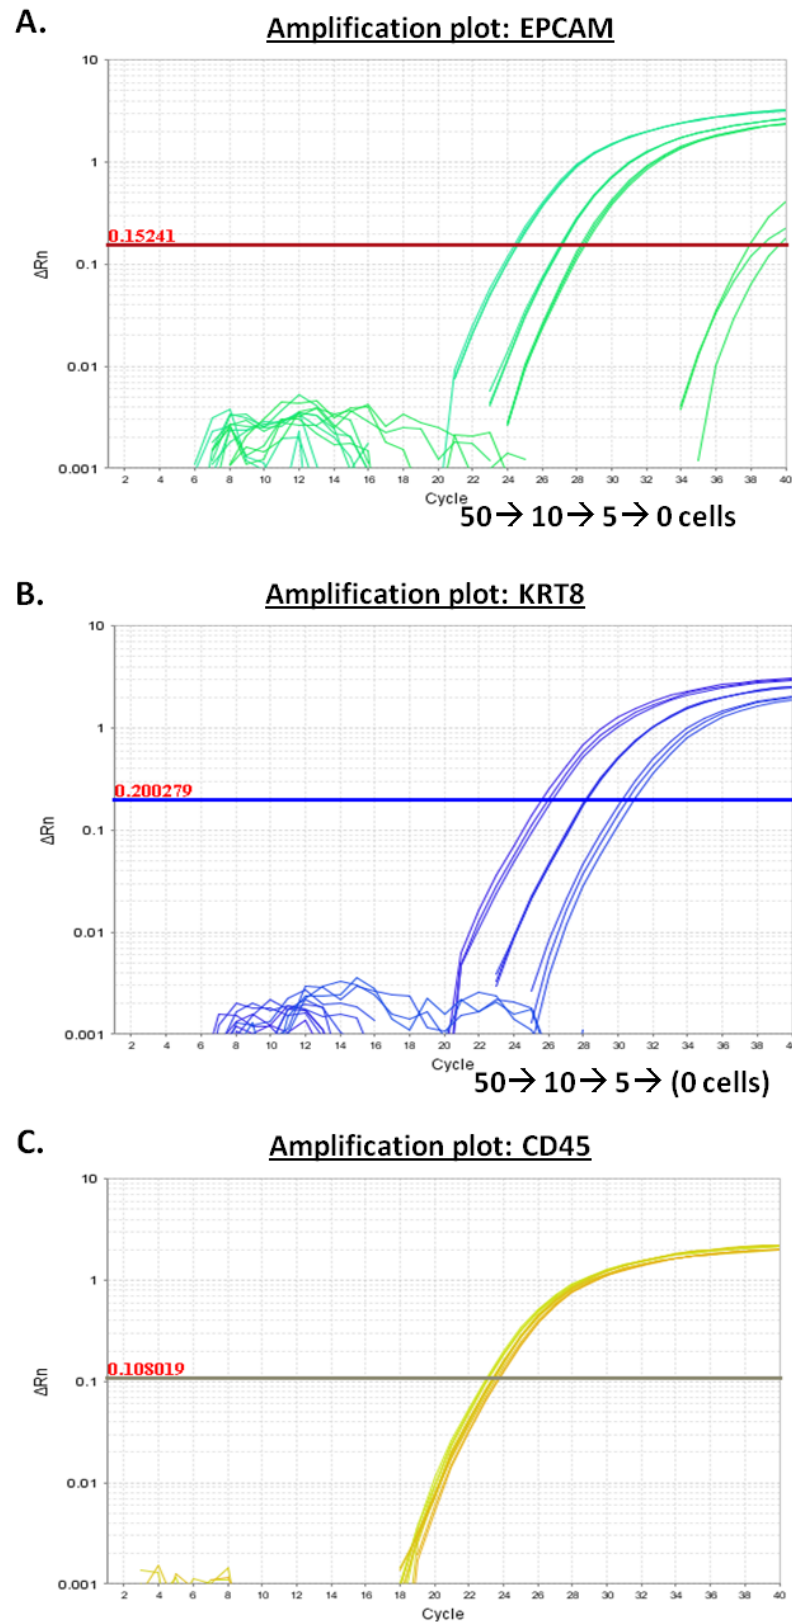 A.
Amplification plot: EPCAM
10
1
0.15241
0.1
ΔRn
0.01
0.001
2 4 6 8 10 12 14 16 18 20 22 24 26 28 30 32 34 36 38 40
Cycle
50→ 10→ 5→ 0 cells
B.
Amplification plot: KRT8
10
1
0.200279
0.1
ΔRn
0.01
0.001
2 4 6 8 10 12 14 16 18 20 22 24 26 28 30 32 34 36 38 4
Cycle
50→ 10→ 5→ (0 cells)
C.
Amplification plot: CD45
10
1
0.108019
0.1
ΔRn
0.01
0.001
2 4 6 8 10 12 14 16 18 20 22 24 26 28 30 32 34 36 38 40
Cycle